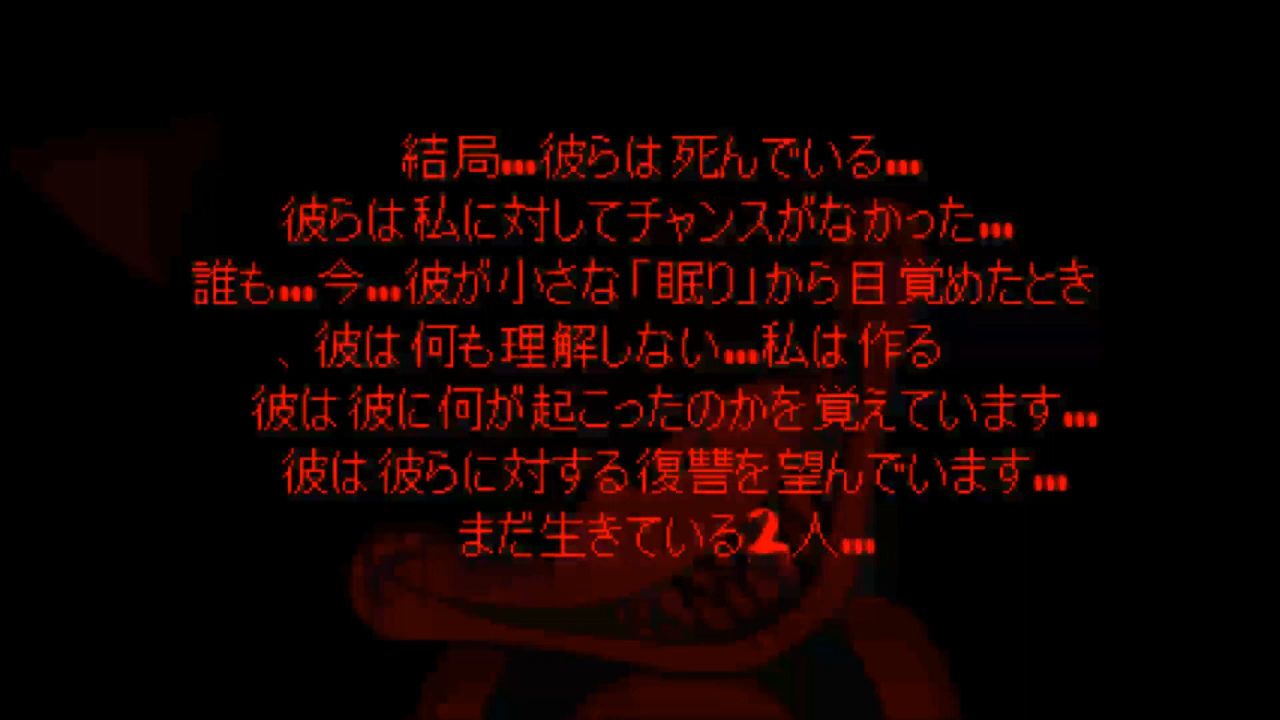 結局...彼らは死んでいる...
彼らは私に対してチャンスがなかった...
誰も...今...彼が小さな「眠り」から目覚めたとき
、彼は何も理解しない...私は作る
彼は彼に何が起こったのかを覚えています...
彼は彼らに対する復讐を望んでいます...
まだ生きている2人...